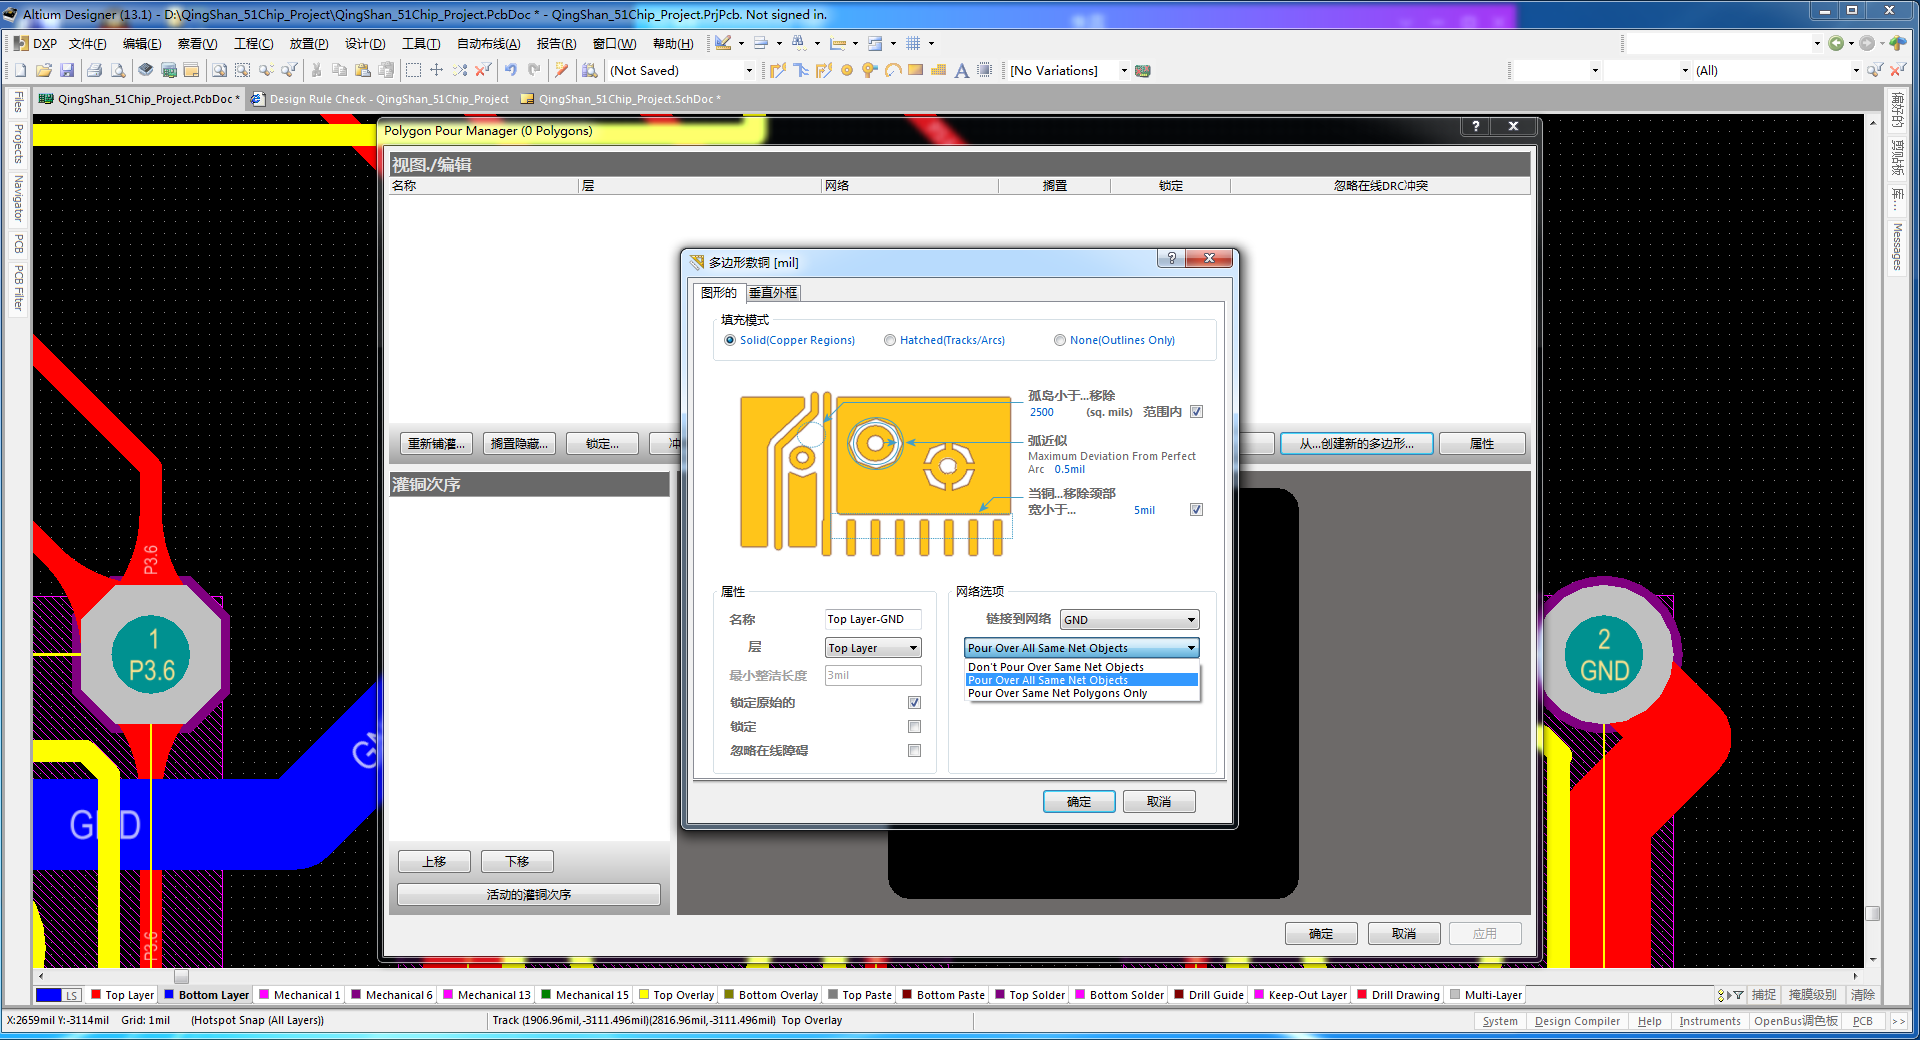 Altium Designer (13.1) - D:\QingShan_51Chip_Project\QingShan_51Chip_Project.PcbDoc * - QingShan_51Chip_Project.PrjPcb. Not signed in.
DXP 文件(F) 编辑(E) 察看(V) 工程(C) 放置(P) 设计(D) 工具(T) 自动布线(A) 报告(R) 窗口(W) 帮助(H)
(Not Saved) A [No Variations] (All)
QingShan_51Chip_Project.PcbDoc * Design Rule Check - QingShan_51Chip_Project QingShan_51Chip_Project.SchDoc *
Files
Projects
Navigator
PCB
PCB Filter
偏好的
剪贴板
库...
Messages
Polygon Pour Manager (0 Polygons)
视图./编辑
名称 层 网络 搁置 锁定 忽略在线DRC冲突
重新铺灌... 搁置隐藏... 锁定... 冲 从...创建新的多边形... 属性
灌铜次序
上移 下移
活动的灌铜次序
确定 取消 应用
多边形敷铜 [mil]
图形的 垂直外框
填充模式
Solid(Copper Regions) Hatched(Tracks/Arcs) None(Outlines Only)
孤岛小于...移除
2500 (sq. mils) 范围内
弧近似
Maximum Deviation From Perfect
Arc 0.5mil
当铜...移除颈部
宽小于... 5mil
属性
名称 Top Layer-GND
层 Top Layer
最小整洁长度 3mil
锁定原始的
锁定
忽略在线障碍
网络选项
链接到网络 GND
Pour Over All Same Net Objects
Don't Pour Over Same Net Objects
Pour Over All Same Net Objects
Pour Over Same Net Polygons Only
确定 取消
P3.6
1
P3.6
GND
P3.6
2
GND
LS Top Layer Bottom Layer Mechanical 1 Mechanical 6 Mechanical 13 Mechanical 15 Top Overlay Bottom Overlay Top Paste Bottom Paste Top Solder Bottom Solder Drill Guide Keep-Out Layer Drill Drawing Multi-Layer 捕捉 掩膜级别 清除
X:2659mil Y:-3114mil Grid: 1mil (Hotspot Snap (All Layers)) Track (1906.96mil,-3111.496mil)(2816.96mil,-3111.496mil) Top Overlay System Design Compiler Help Instruments OpenBus调色板 PCB >>